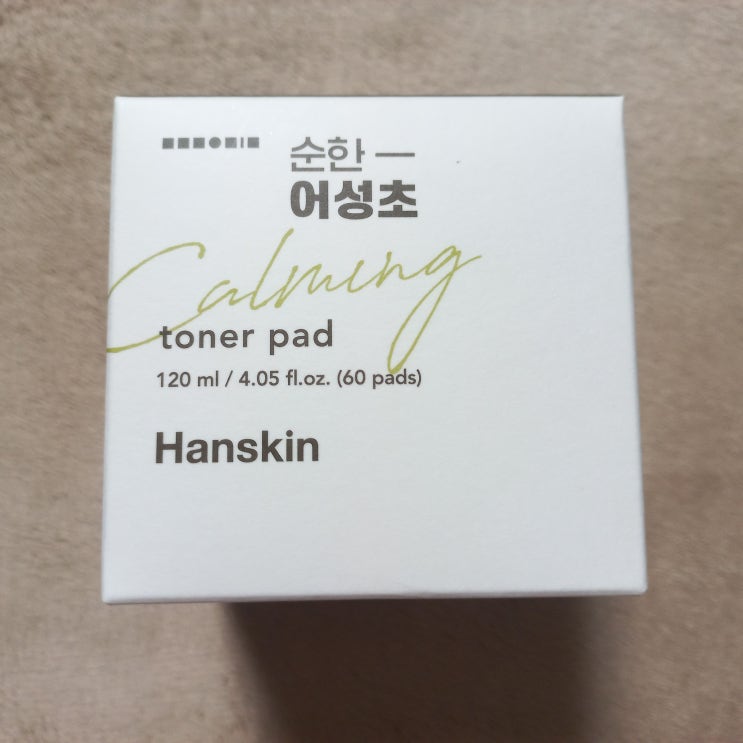 순한 —
어성초
Calming
toner pad
120 ml / 4.05 fl.oz. (60 pads)
Hanskin